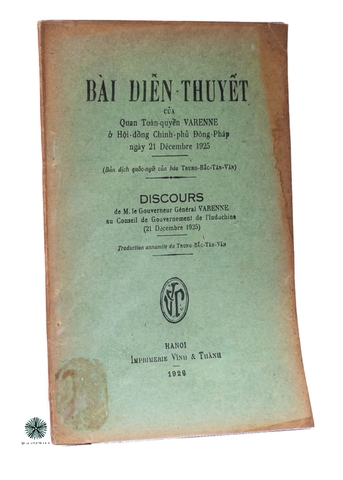 BÀI DIỄN-THUYẾT
CỦA
Quan Toàn-quyền VARENNE
ở Hội-đồng Chính-phủ Đông-Pháp
ngày 21 Décembre 1925
(Bản dịch quốc-ngữ của báo TRUNG-BẮC-TÂN-VĂN)
DISCOURS
de M. le Gouverneur Général VARENNE
au Conseil de Gouvernement de l'Indochine
(21 Décembre 1925)
Traduction annamite du TRUNG-BẮC-TÂN-VĂN
HANOI
IMPRIMERIE VĨNH & THÀNH
1926